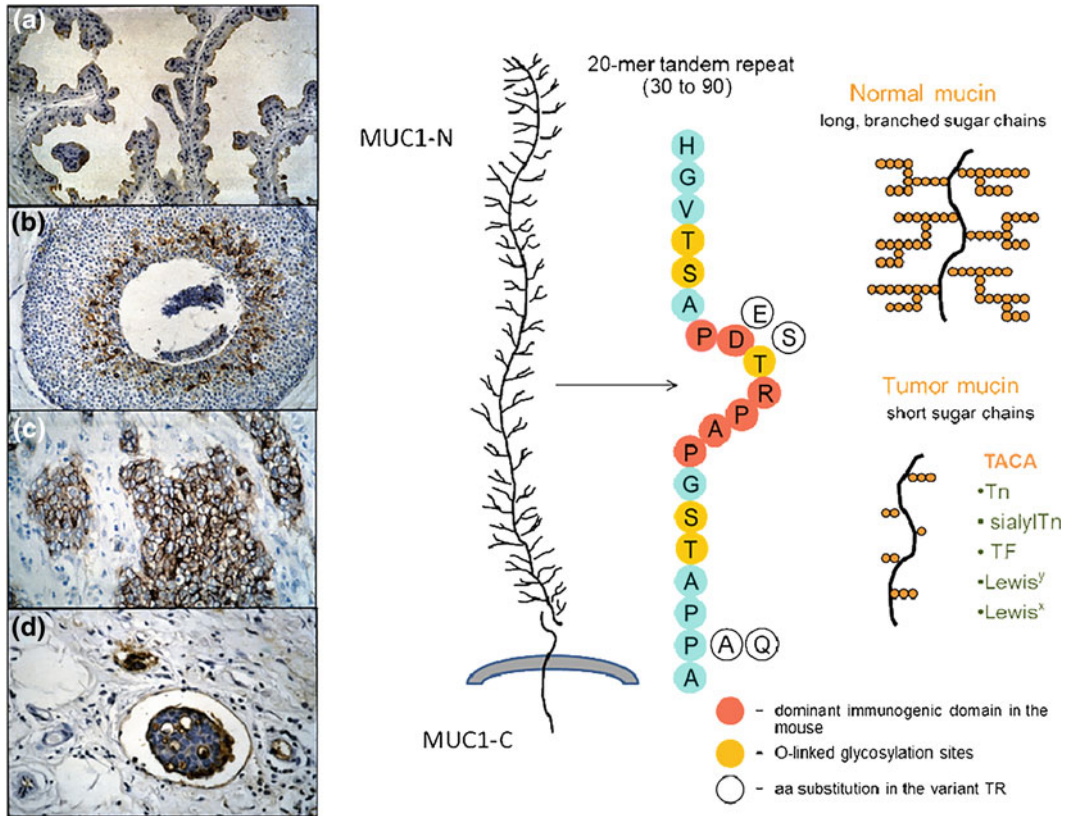 (a)
(b)
(c)
(d)
MUC1-N
MUC1-C
20-mer tandem repeat
(30 to 90)
H
G
V
T
S
A
P
D
E
S
T
R
P
A
P
G
S
T
A
P
P
A Q
A
- dominant immunogenic domain in the
mouse
- O-linked glycosylation sites
- aa substitution in the variant TR
Normal mucin
long, branched sugar chains
Tumor mucin
short sugar chains
TACA
•Tn
• sialylTn
• TF
•Lewisʸ
•Lewisˣ